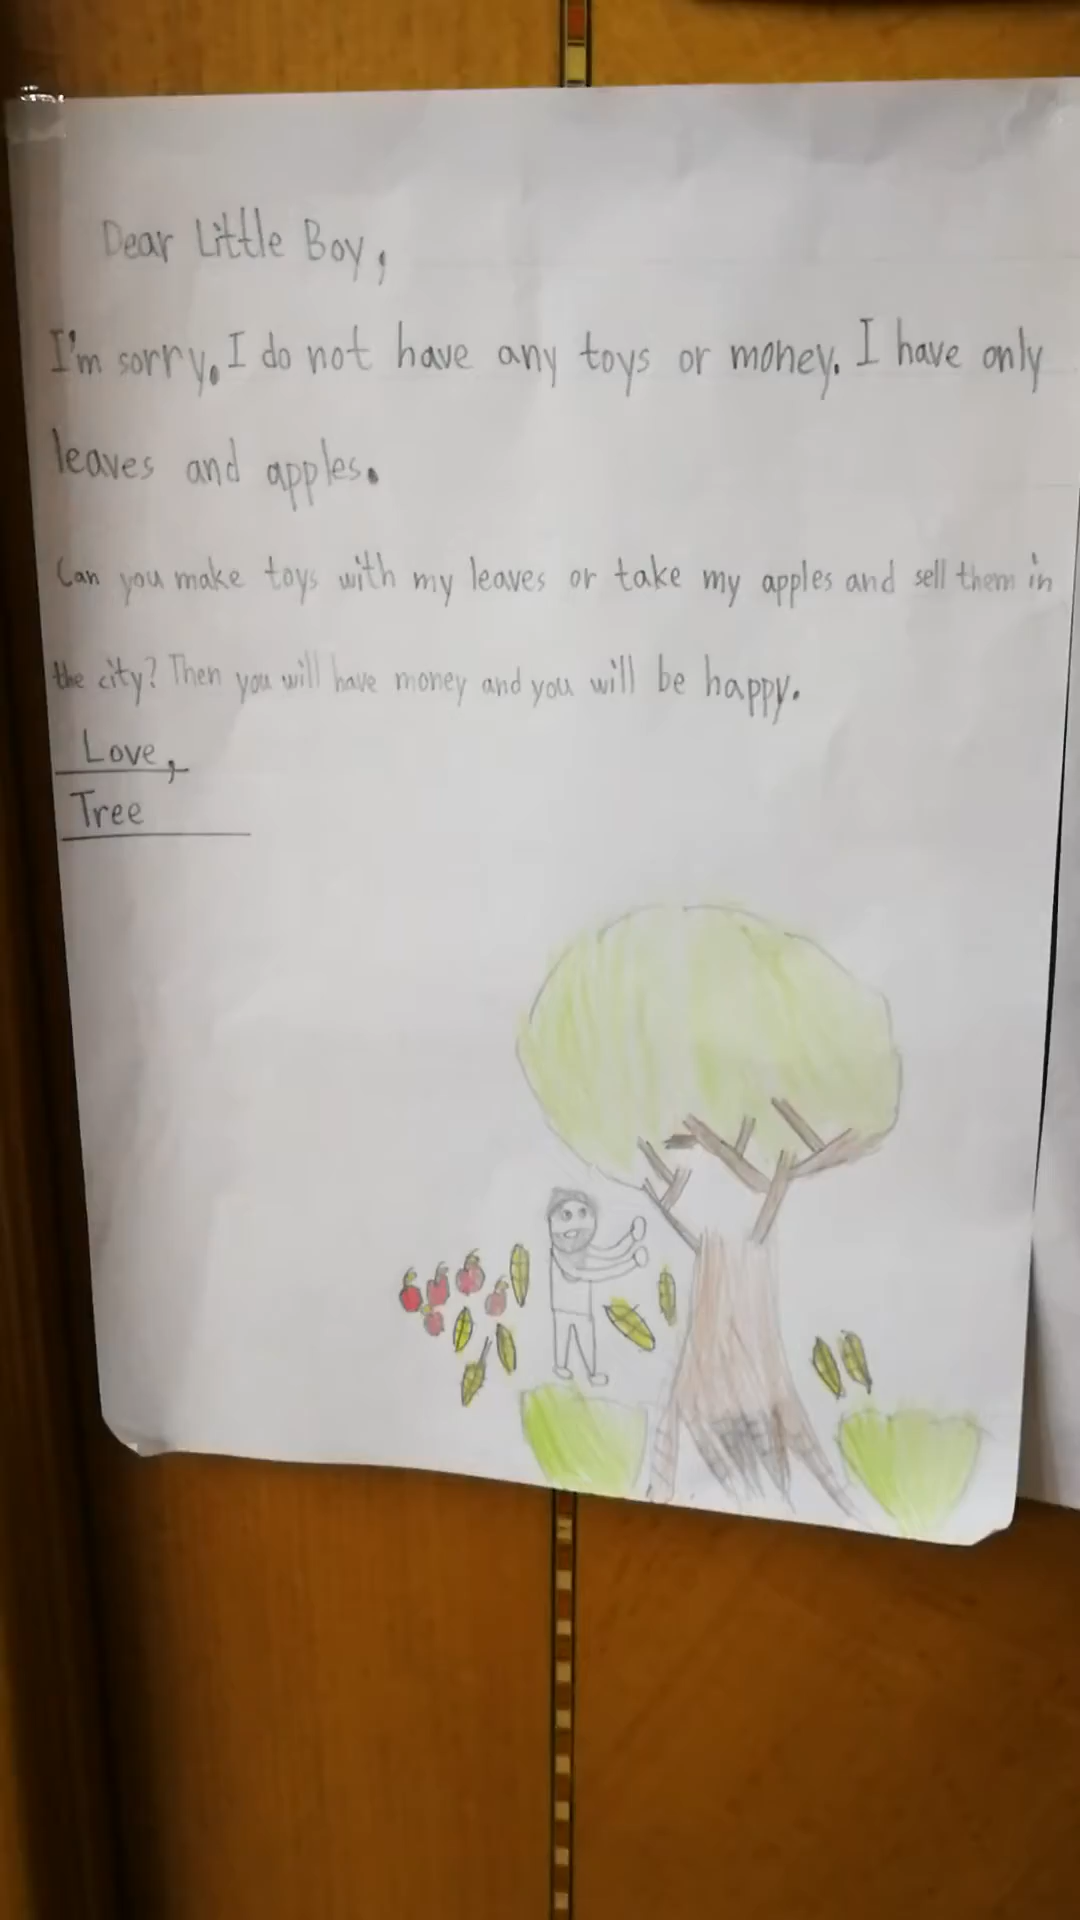 Dear Little Boy,
I'm sorry. I do not have any toys or money. I have only
leaves and apples.
Can you make toys with my leaves or take my apples and sell them in
the city? Then you will have money and you will be happy.
Love,
Tree